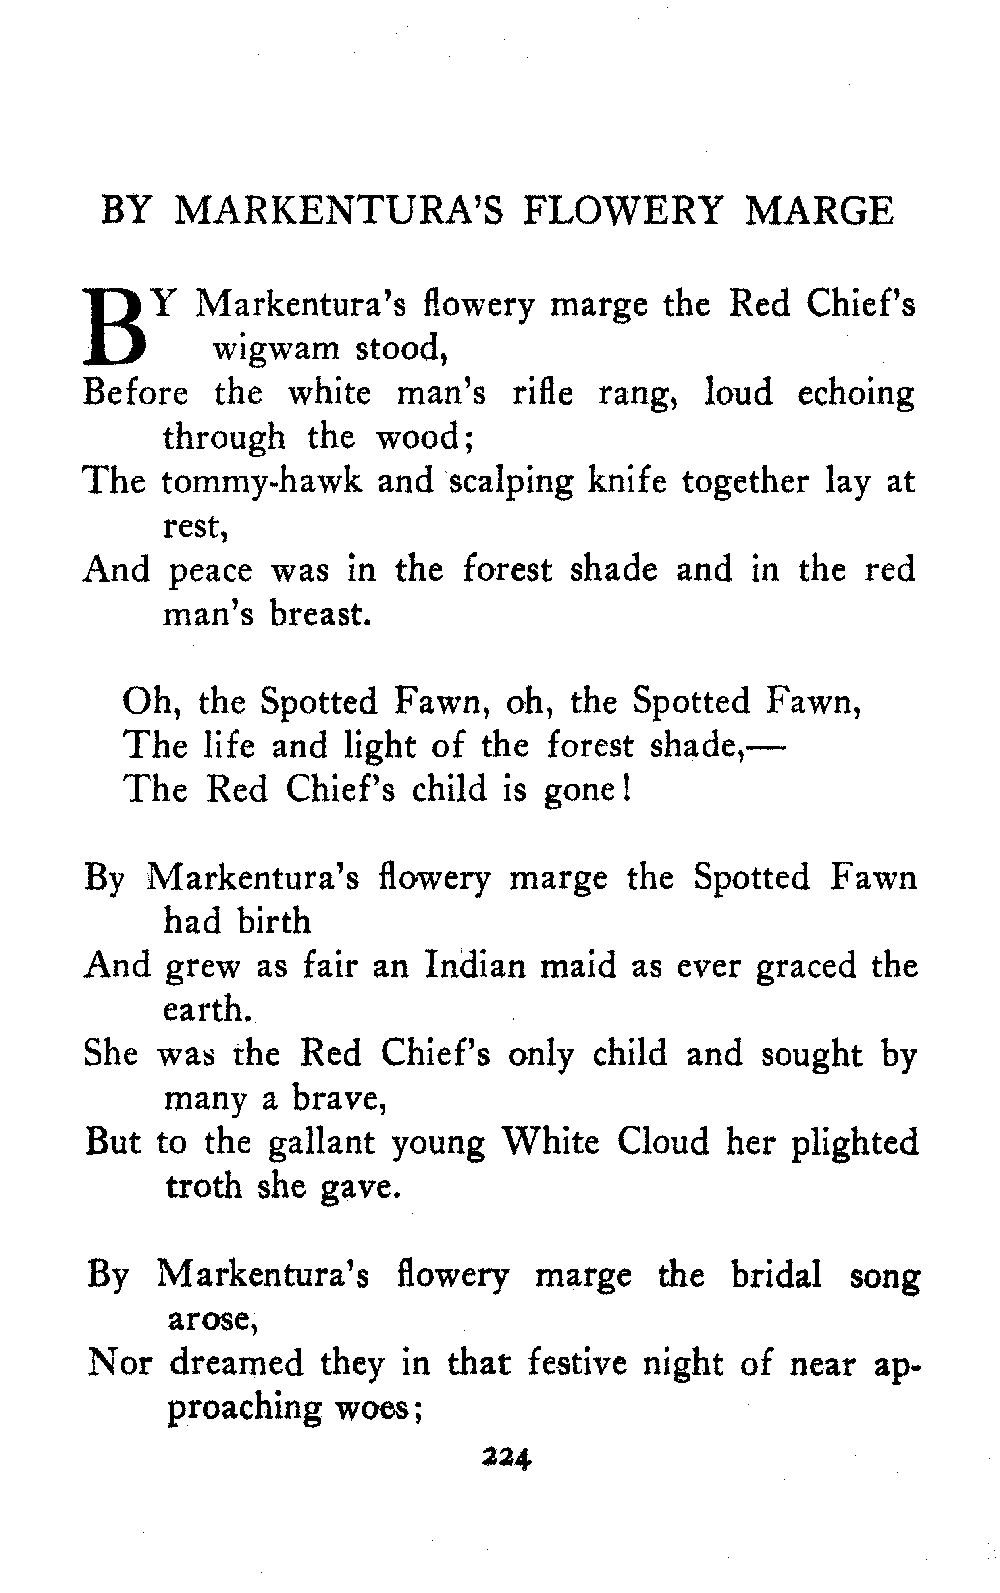 BY MARKENTURA'S FLOWERY MARGE
BY Markentura's flowery marge the Red Chief's
wigwam stood,
Before the white man's rifle rang, loud echoing
through the wood;
The tommy-hawk and scalping knife together lay at
rest,
And peace was in the forest shade and in the red
man's breast.
Oh, the Spotted Fawn, oh, the Spotted Fawn,
The life and light of the forest shade,—
The Red Chief's child is gone!
By Markentura's flowery marge the Spotted Fawn
had birth
And grew as fair an Indian maid as ever graced the
earth.
She was the Red Chief's only child and sought by
many a brave,
But to the gallant young White Cloud her plighted
troth she gave.
By Markentura's flowery marge the bridal song
arose,
Nor dreamed they in that festive night of near ap-
proaching woes;
224